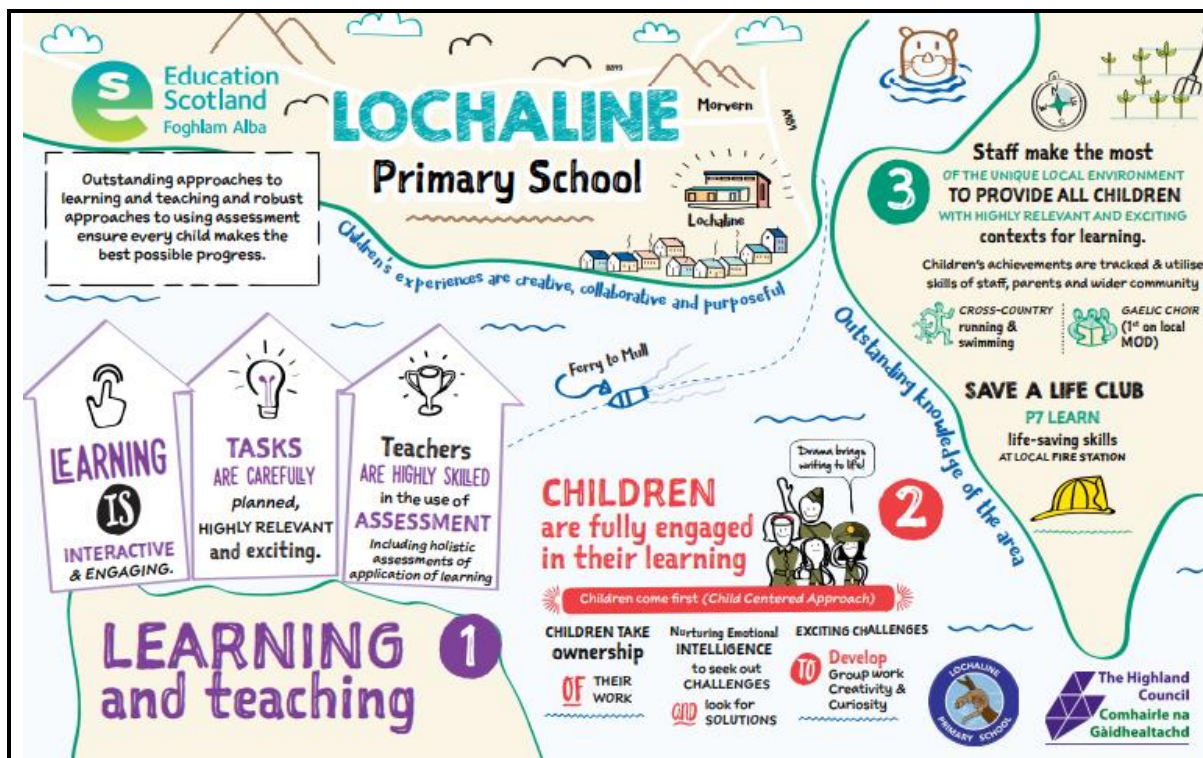 Education
Scotland
Foghlam Alba
LOCHALINE
Primary School
B893
Morvern
A884
Lochaline
Outstanding approaches to
learning and teaching and robust
approaches to using assessment
ensure every child makes the
best possible progress.
Children's experiences are creative, collaborative and purposeful
Ferry to Mull
LEARNING
IS
INTERACTIVE
& ENGAGING.
TASKS
ARE CAREFULLY
planned,
HIGHLY RELEVANT
and exciting.
Teachers
ARE HIGHLY SKILLED
in the use of
ASSESSMENT
Including holistic
assessments of
application of learning
LEARNING
and teaching
1
CHILDREN
are fully engaged
in their learning
Drama brings
writing to life!
2
Children come first (Child Centered Approach)
CHILDREN TAKE
ownership
OF THEIR
WORK
Nurturing Emotional
INTELLIGENCE
to seek out
CHALLENGES
and look for
SOLUTIONS
EXCITING CHALLENGES
TO Develop
Group work
Creativity &
Curiosity
Outstanding knowledge of the area
N
3
Staff make the most
OF THE UNIQUE LOCAL ENVIRONMENT
TO PROVIDE ALL CHILDREN
WITH HIGHLY RELEVANT AND EXCITING
contexts for learning.
Children's achievements are tracked & utilise
skills of staff, parents and wider community
CROSS-COUNTRY
running &
swimming
GAELIC CHOIR
(1st on local
MOD)
SAVE A LIFE CLUB
P7 LEARN
life-saving skills
AT LOCAL FIRE STATION
LOCHALINE
PRIMARY SCHOOL
The Highland
Council
Comhairle na
Gàidhealtachd